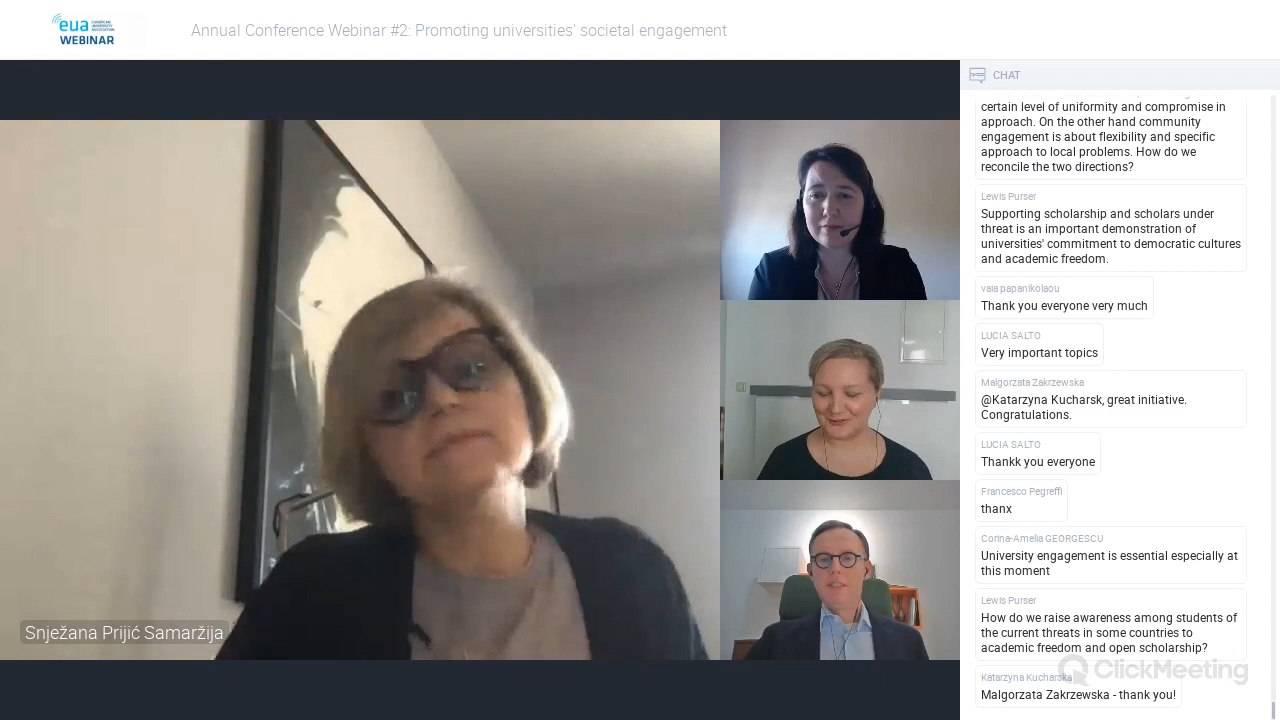 eua
EUROPEAN
UNIVERSITY
ASSOCIATION
WEBINAR
Annual Conference Webinar #2: Promoting universities' societal engagement
CHAT
certain level of uniformity and compromise in
approach. On the other hand community
engagement is about flexibility and specific
approach to local problems. How do we
reconcile the two directions?
Lewis Purser
Supporting scholarship and scholars under
threat is an important demonstration of
universities' commitment to democratic cultures
and academic freedom.
vaia papanikolaou
Thank you everyone very much
LUCIA SALTO
Very important topics
Malgorzata Zakrzewska
@Katarzyna Kucharsk, great initiative.
Congratulations.
LUCIA SALTO
Thankk you everyone
Francesco Pegreffi
thanx
Corina-Amelia GEORGESCU
University engagement is essential especially at
this moment
Lewis Purser
How do we raise awareness among students of
the current threats in some countries to
academic freedom and open scholarship?
Katarzyna Kucharska
Malgorzata Zakrzewska - thank you!
ClickMeeting
Snježana Prijić Samaržija